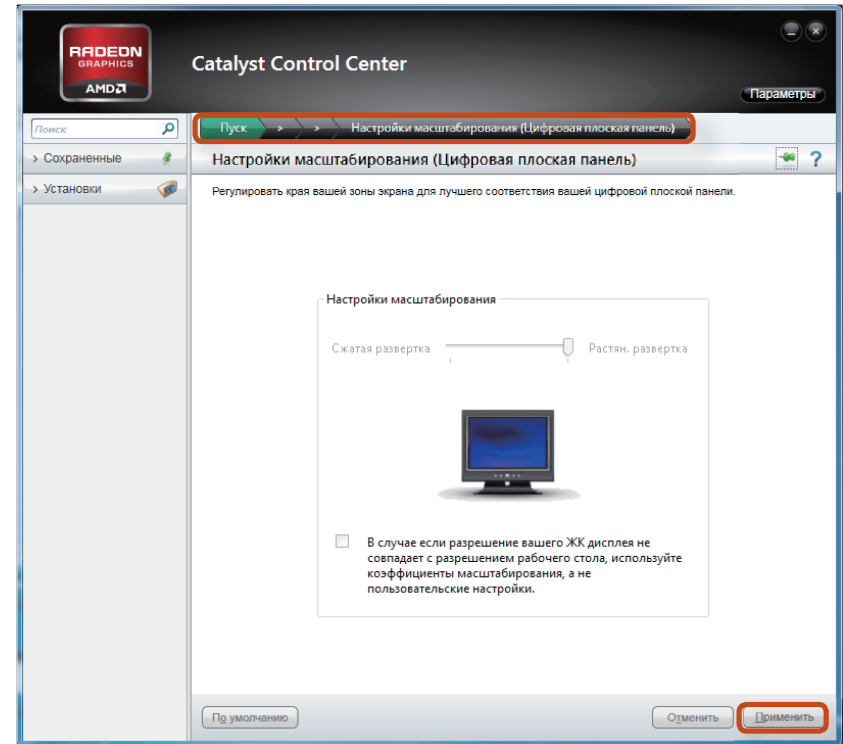 RADEON
GRAPHICS
AMD
Catalyst Control Center
Параметры
Поиск
Пуск > > Настройки масштабирования (Цифровая плоская панель)
> Сохраненные
Настройки масштабирования (Цифровая плоская панель)
?
> Установки
Регулировать края вашей зоны экрана для лучшего соответствия вашей цифровой плоской панели.
Настройки масштабирования
Сжатая развертка
Растян. развертка
В случае если разрешение вашего ЖК дисплея не
совпадает с разрешением рабочего стола, используйте
коэффициенты масштабирования, а не
пользовательские настройки.
По умолчанию
Отменить
Применить